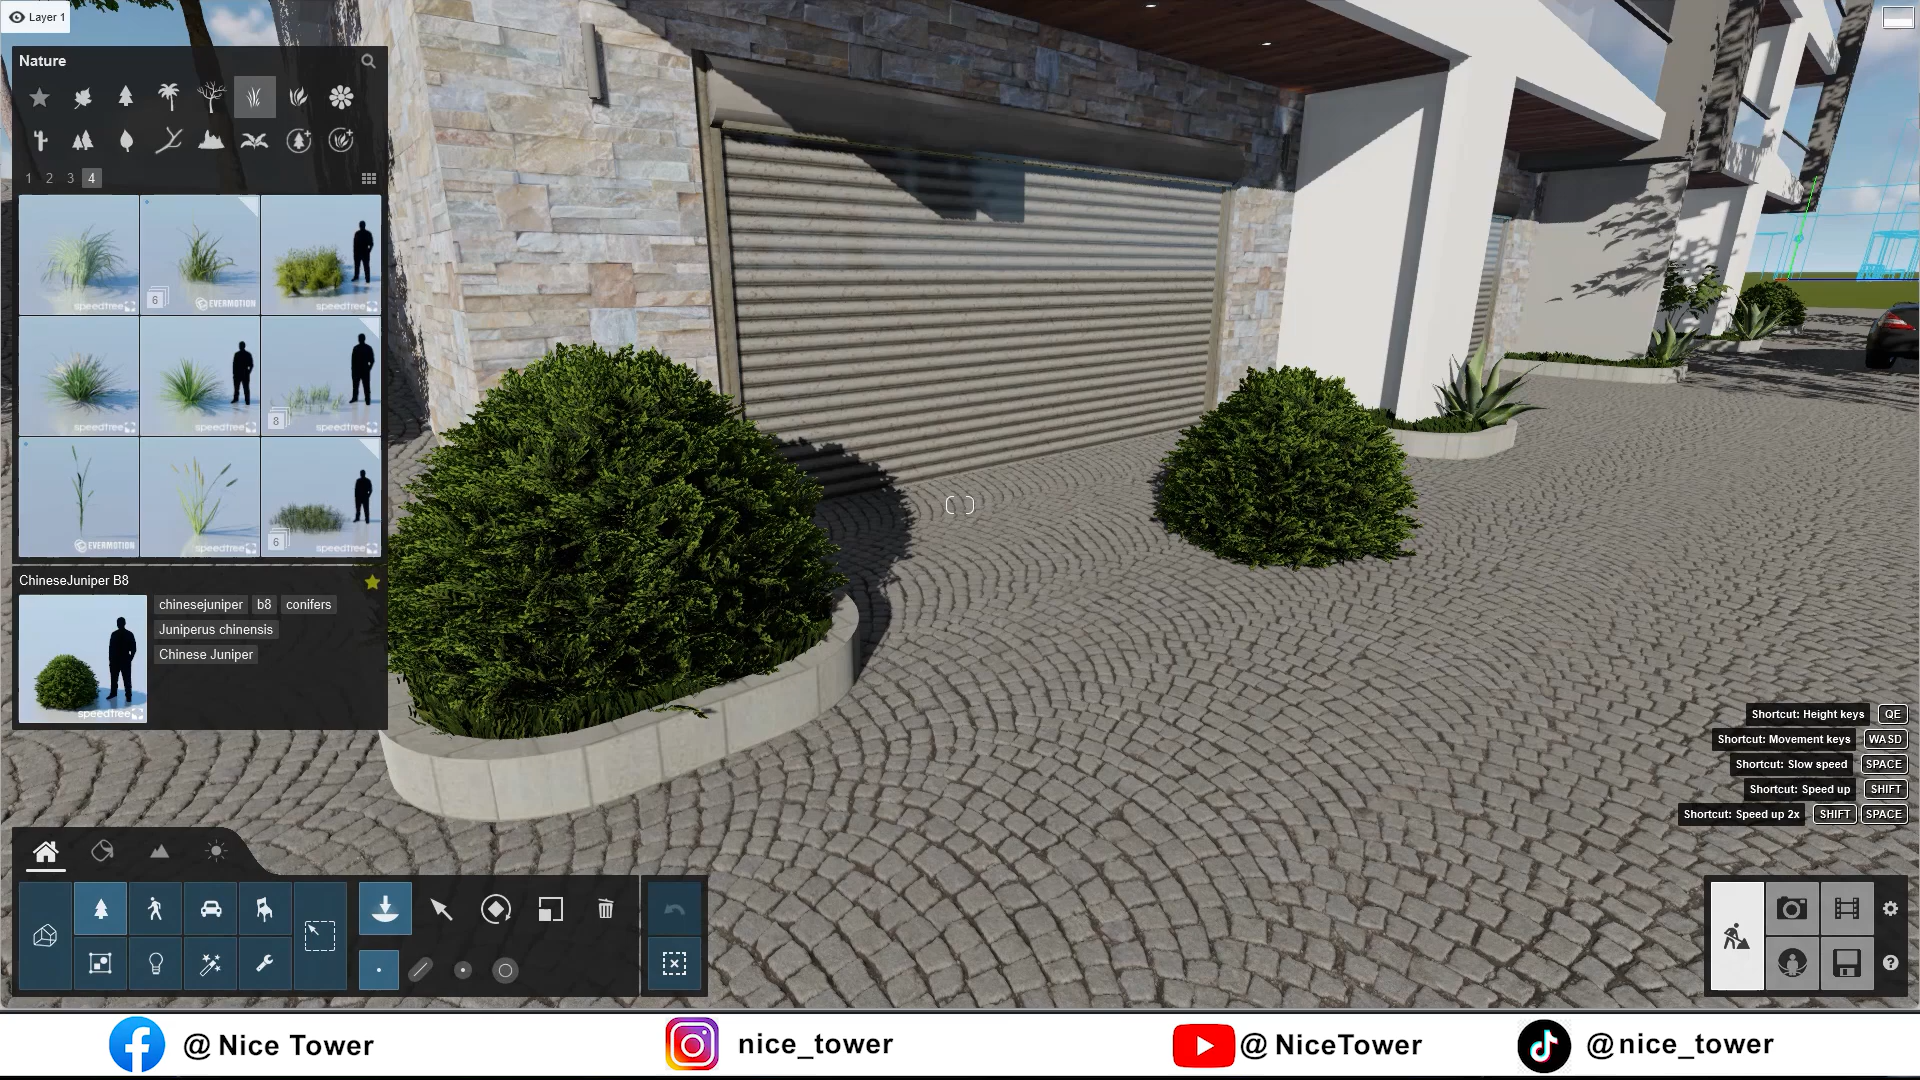 Layer 1
Nature
1 2 3 4
speedtree
6 EVERMOTION
speedtree
speedtree
speedtree
8 speedtree
EVERMOTION
speedtree
6 speedtree
ChineseJuniper B8
chinesejuniper b8 conifers
Juniperus chinensis
Chinese Juniper
speedtree
Shortcut: Height keys QE
Shortcut: Movement keys WASD
Shortcut: Slow speed SPACE
Shortcut: Speed up SHIFT
Shortcut: Speed up 2x SHIFT SPACE
?
@ Nice Tower
nice_tower
@ NiceTower
@nice_tower